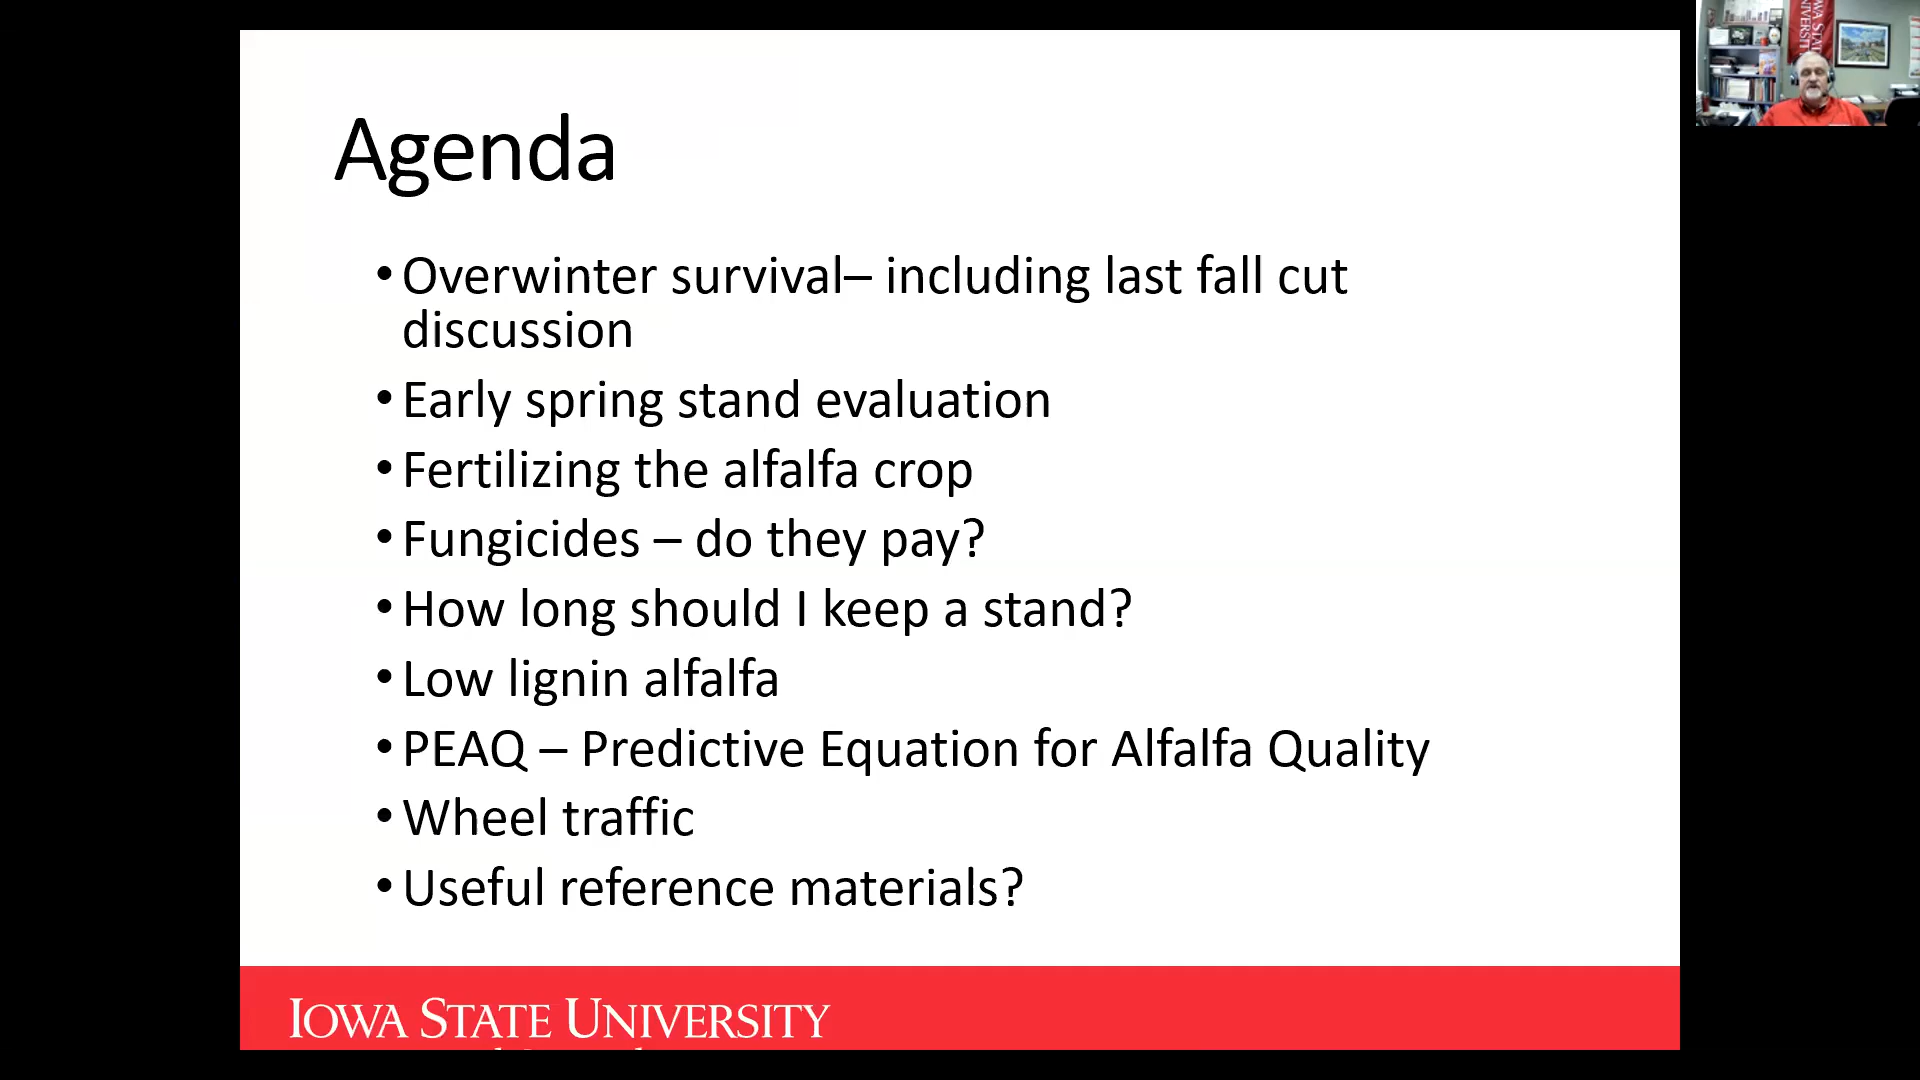 Agenda
• Overwinter survival– including last fall cut
discussion
• Early spring stand evaluation
• Fertilizing the alfalfa crop
• Fungicides – do they pay?
• How long should I keep a stand?
• Low lignin alfalfa
• PEAQ – Predictive Equation for Alfalfa Quality
• Wheel traffic
• Useful reference materials?
IOWA STATE UNIVERSITY